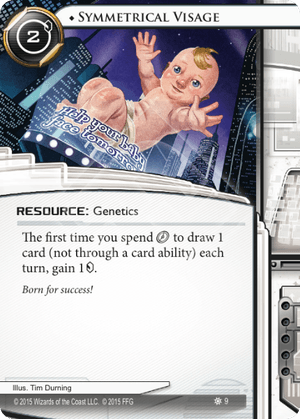 ◆ SYMMETRICAL VISAGE
2
Help your baby
face tomorrow
RESOURCE: Genetics
The first time you spend to draw 1
card (not through a card ability) each
turn, gain 1.
Born for success!
Illus. Tim Durning
© 2015 Wizards of the Coast LLC. © 2015 FFG 9